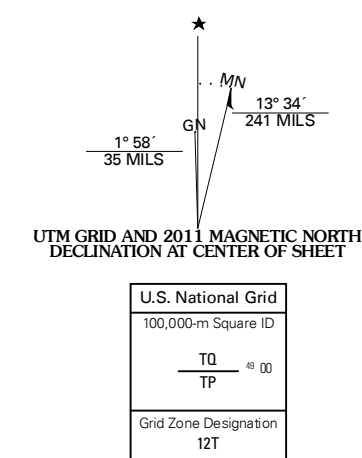 ★
MN
GN
13° 34´
241 MILS
1° 58´
35 MILS
UTM GRID AND 2011 MAGNETIC NORTH
DECLINATION AT CENTER OF SHEET
U.S. National Grid
100,000-m Square ID
TQ
49 00
TP
Grid Zone Designation
12T